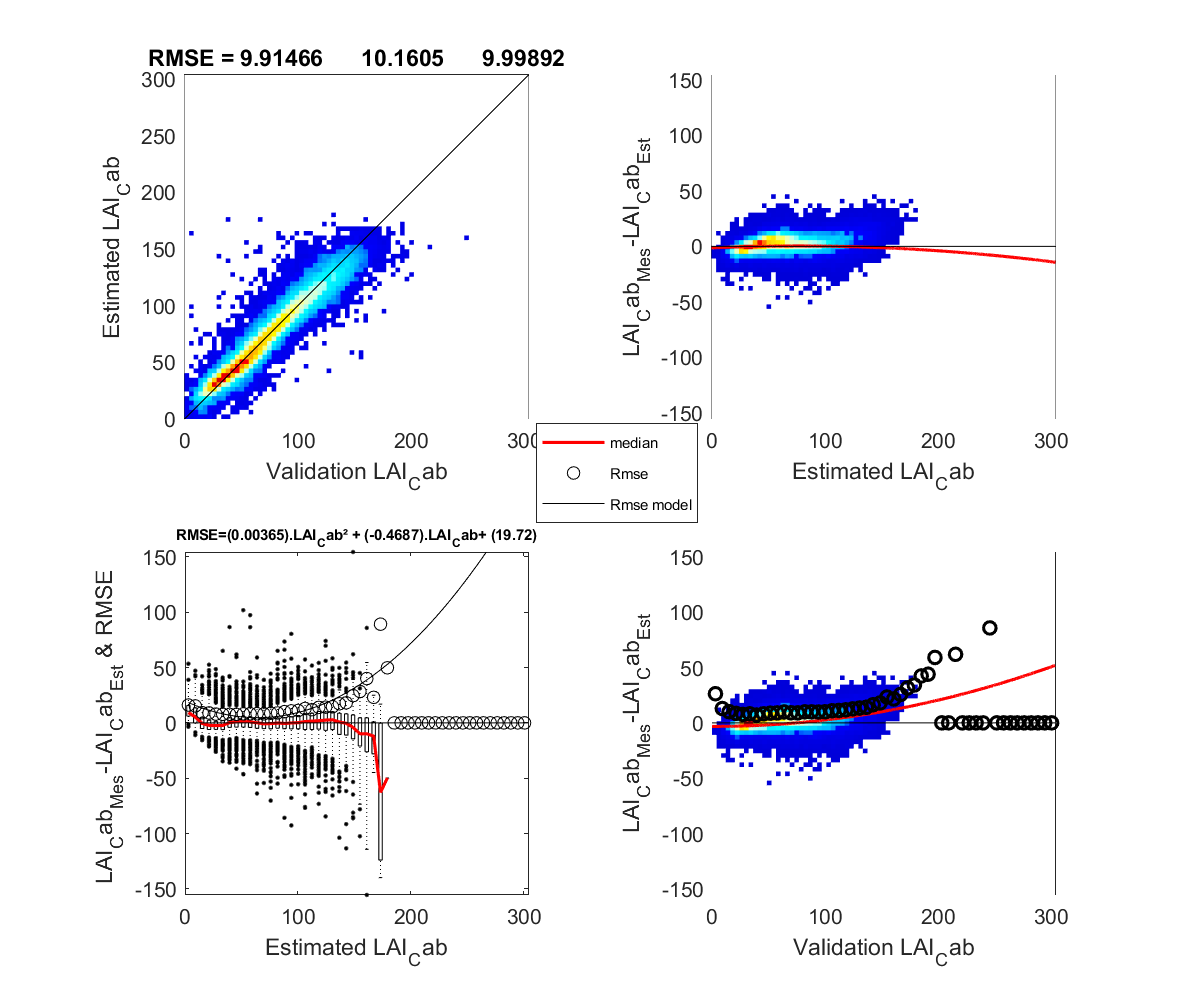 RMSE = 9.91466 10.1605 9.99892
300
250
200
150
100
50
0
0 100 200 300
Estimated LAI_Cab
Validation LAI_Cab
150
100
50
0
-50
-100
-150
0 100 200 300
LAI_Cab_Mes-LAI_Cab_Est
Estimated LAI_Cab
median
Rmse
Rmse model
RMSE=(0.00365).LAI_Cab² + (-0.4687).LAI_Cab+ (19.72)
150
100
50
0
-50
-100
-150
0 100 200 300
LAI_Cab_Mes-LAI_Cab_Est & RMSE
Estimated LAI_Cab
150
100
50
0
-50
-100
-150
0 100 200 300
LAI_Cab_Mes-LAI_Cab_Est
Validation LAI_Cab